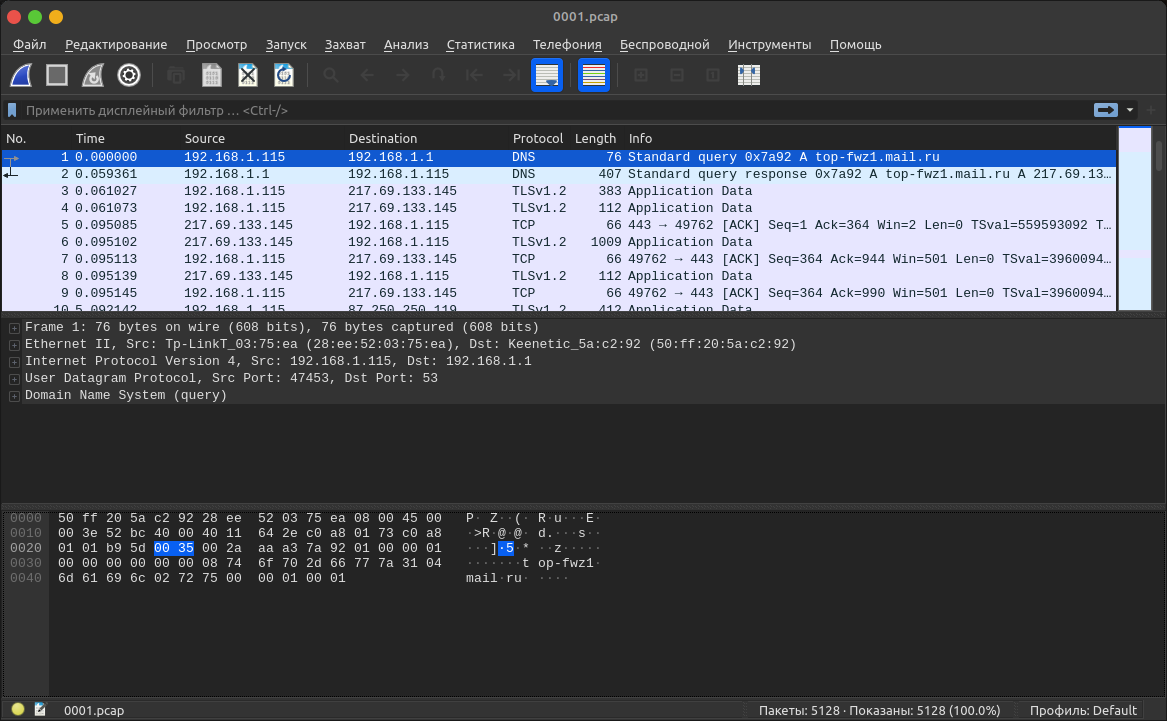 0001.pcap
Файл Редактирование Просмотр Запуск Захват Анализ Статистика Телефония Беспроводной Инструменты Помощь
Применить дисплейный фильтр … <Ctrl-/>
No. Time Source Destination Protocol Length Info
1 0.000000 192.168.1.115 192.168.1.1 DNS 76 Standard query 0x7a92 A top-fwz1.mail.ru
2 0.059361 192.168.1.1 192.168.1.115 DNS 407 Standard query response 0x7a92 A top-fwz1.mail.ru A 217.69.13…
3 0.061027 192.168.1.115 217.69.133.145 TLSv1.2 383 Application Data
4 0.061073 192.168.1.115 217.69.133.145 TLSv1.2 112 Application Data
5 0.095085 217.69.133.145 192.168.1.115 TCP 66 443 → 49762 [ACK] Seq=1 Ack=364 Win=2 Len=0 TSval=559593092 T…
6 0.095102 217.69.133.145 192.168.1.115 TLSv1.2 1009 Application Data
7 0.095113 192.168.1.115 217.69.133.145 TCP 66 49762 → 443 [ACK] Seq=364 Ack=944 Win=501 Len=0 TSval=3960094…
8 0.095139 217.69.133.145 192.168.1.115 TLSv1.2 112 Application Data
9 0.095145 192.168.1.115 217.69.133.145 TCP 66 49762 → 443 [ACK] Seq=364 Ack=990 Win=501 Len=0 TSval=3960094…
10 5.092142 192.168.1.115 87.250.250.119 TLSv1.2 412 Application Data
Frame 1: 76 bytes on wire (608 bits), 76 bytes captured (608 bits)
Ethernet II, Src: Tp-LinkT_03:75:ea (28:ee:52:03:75:ea), Dst: Keenetic_5a:c2:92 (50:ff:20:5a:c2:92)
Internet Protocol Version 4, Src: 192.168.1.115, Dst: 192.168.1.1
User Datagram Protocol, Src Port: 47453, Dst Port: 53
Domain Name System (query)
0000 50 ff 20 5a c2 92 28 ee 52 03 75 ea 08 00 45 00 P· Z··(· R·u···E·
0010 00 3e 52 bc 40 00 40 11 64 2e c0 a8 01 73 c0 a8 ·>R·@·@· d.···s··
0020 01 01 b9 5d 00 35 00 2a aa a3 7a 92 01 00 00 01 ···]·5·* ··z·····
0030 00 00 00 00 00 00 08 74 6f 70 2d 66 77 7a 31 04 ·······t op-fwz1·
0040 6d 61 69 6c 02 72 75 00 00 01 00 01 mail·ru· ····
0001.pcap Пакеты: 5128 · Показаны: 5128 (100.0%) Профиль: Default